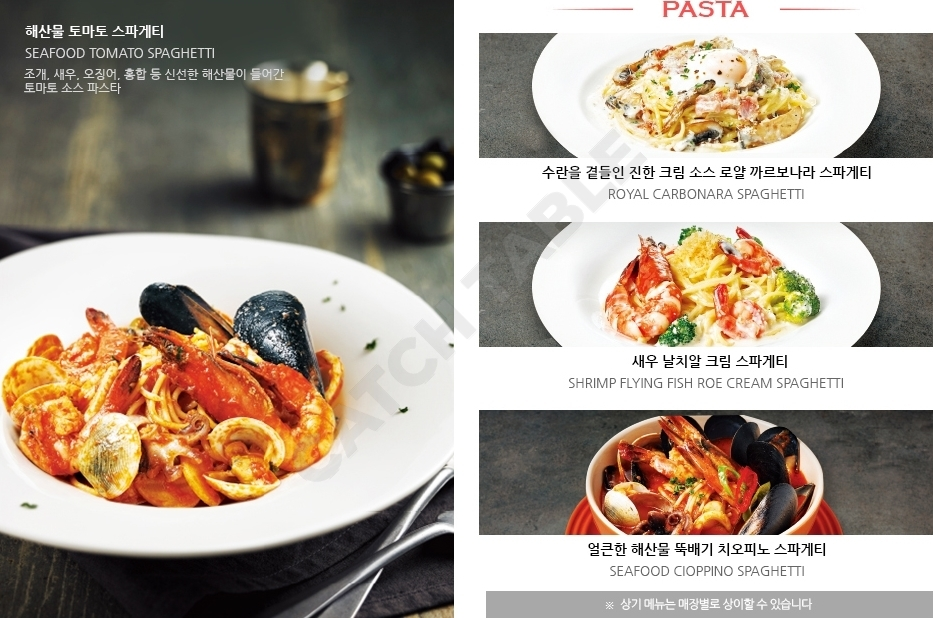 해산물 토마토 스파게티
SEAFOOD TOMATO SPAGHETTI
조개, 새우, 오징어, 홍합 등 신선한 해산물이 들어간
토마토 소스 파스타
PASTA
수란을 곁들인 진한 크림 소스 로얄 까르보나라 스파게티
ROYAL CARBONARA SPAGHETTI
새우 날치알 크림 스파게티
SHRIMP FLYING FISH ROE CREAM SPAGHETTI
얼큰한 해산물 뚝배기 치오피노 스파게티
SEAFOOD CIOPPINO SPAGHETTI
※ 상기 메뉴는 매장별로 상이할 수 있습니다
CATCH TABLE